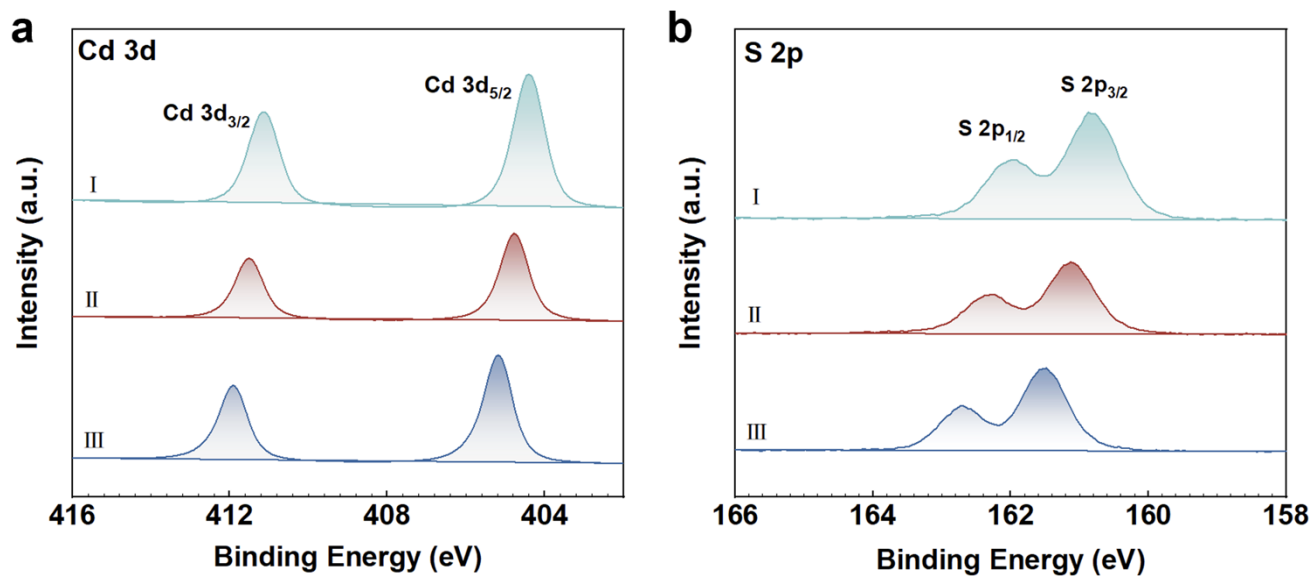 a
Cd 3d
Cd 3d3/2
Cd 3d5/2
I
II
III
Intensity (a.u.)
416
412
408
404
Binding Energy (eV)
b
S 2p
S 2p1/2
S 2p3/2
I
II
III
Intensity (a.u.)
166
164
162
160
158
Binding Energy (eV)